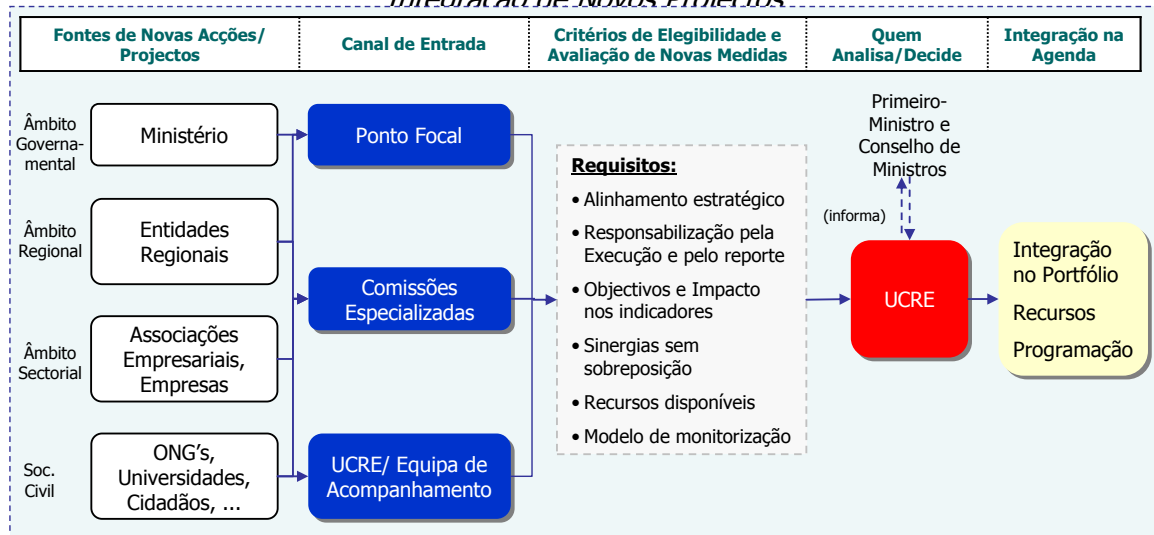 Integração de Novos Projectos
Fontes de Novas Acções/
Projectos
Canal de Entrada
Critérios de Elegibilidade e
Avaliação de Novas Medidas
Quem
Analisa/Decide
Integração na
Agenda
Âmbito
Governa-
mental
Ministério
Ponto Focal
Âmbito
Regional
Entidades
Regionais
Comissões
Especializadas
Âmbito
Sectorial
Associações
Empresariais,
Empresas
Soc.
Civil
ONG’s,
Universidades,
Cidadãos, ...
UCRE/ Equipa de
Acompanhamento
Requisitos:
• Alinhamento estratégico
• Responsabilização pela
Execução e pelo reporte
• Objectivos e Impacto
nos indicadores
• Sinergias sem
sobreposição
• Recursos disponíveis
• Modelo de monitorização
Primeiro-
Ministro e
Conselho de
Ministros
(informa)
UCRE
Integração
no Portfólio
Recursos
Programação